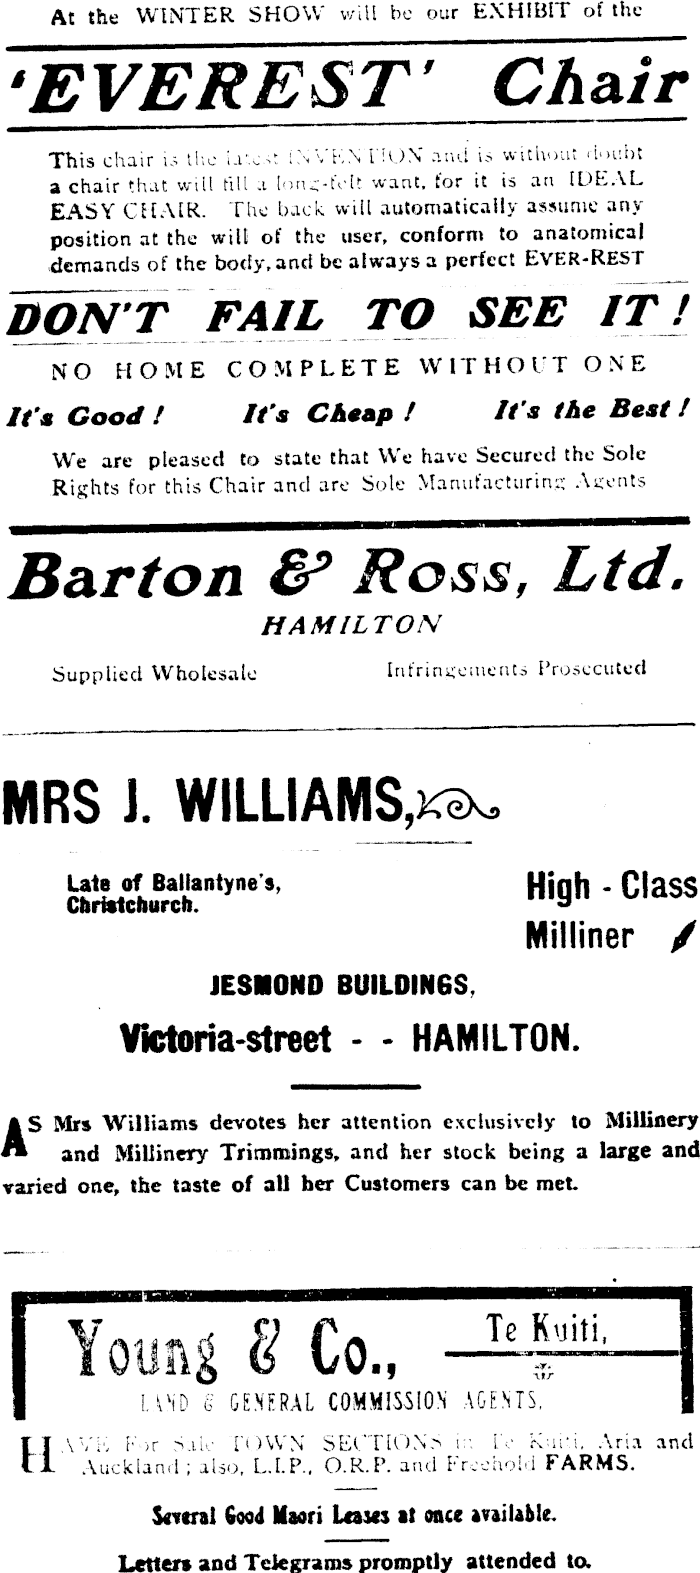 At the WINTER SHOW will be our EXHIBIT of the
'EVEREST' Chair
This chair is the latest INVENTION and is without doubt
a chair that will fill a long-felt want, for it is an IDEAL
EASY CHAIR. The back will automatically assume any
position at the will of the user, conform to anatomical
demands of the body, and be always a perfect EVER-REST
DON'T FAIL TO SEE IT!
NO HOME COMPLETE WITHOUT ONE
It's Good! It's Cheap! It's the Best!
We are pleased to state that We have Secured the Sole
Rights for this Chair and are Sole Manufacturing Agents
Barton & Ross, Ltd.
HAMILTON
Supplied Wholesale Infringements Prosecuted
MRS J. WILLIAMS,
Late of Ballantyne's,
Christchurch.
High-Class
Milliner
JESMOND BUILDINGS,
Victoria-street - - HAMILTON.
AS Mrs Williams devotes her attention exclusively to Millinery
and Millinery Trimmings, and her stock being a large and
varied one, the taste of all her Customers can be met.
Young & Co., Te Kuiti,
LAND & GENERAL COMMISSION AGENTS,
HAVE For Sale TOWN SECTIONS in Te Kuiti, Aria and
Auckland; also, L.I.P., O.R.P. and Freehold FARMS.
Several Good Maori Leases at once available.
Letters and Telegrams promptly attended to.